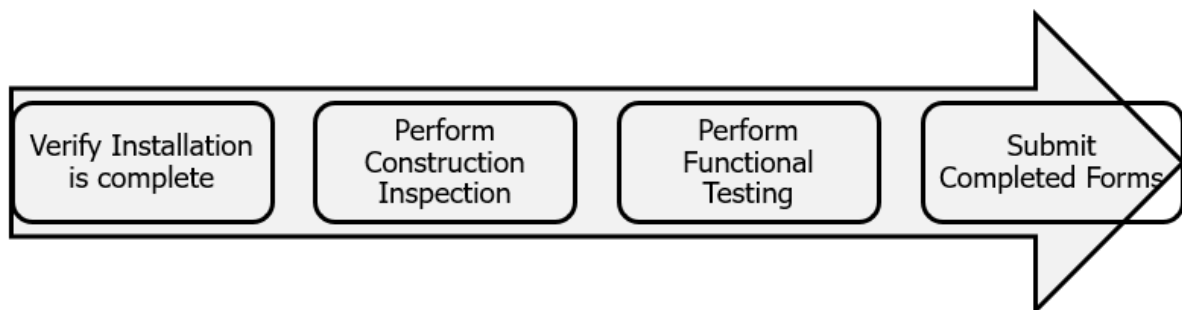 Verify Installation
is complete
Perform
Construction
Inspection
Perform
Functional
Testing
Submit
Completed Forms